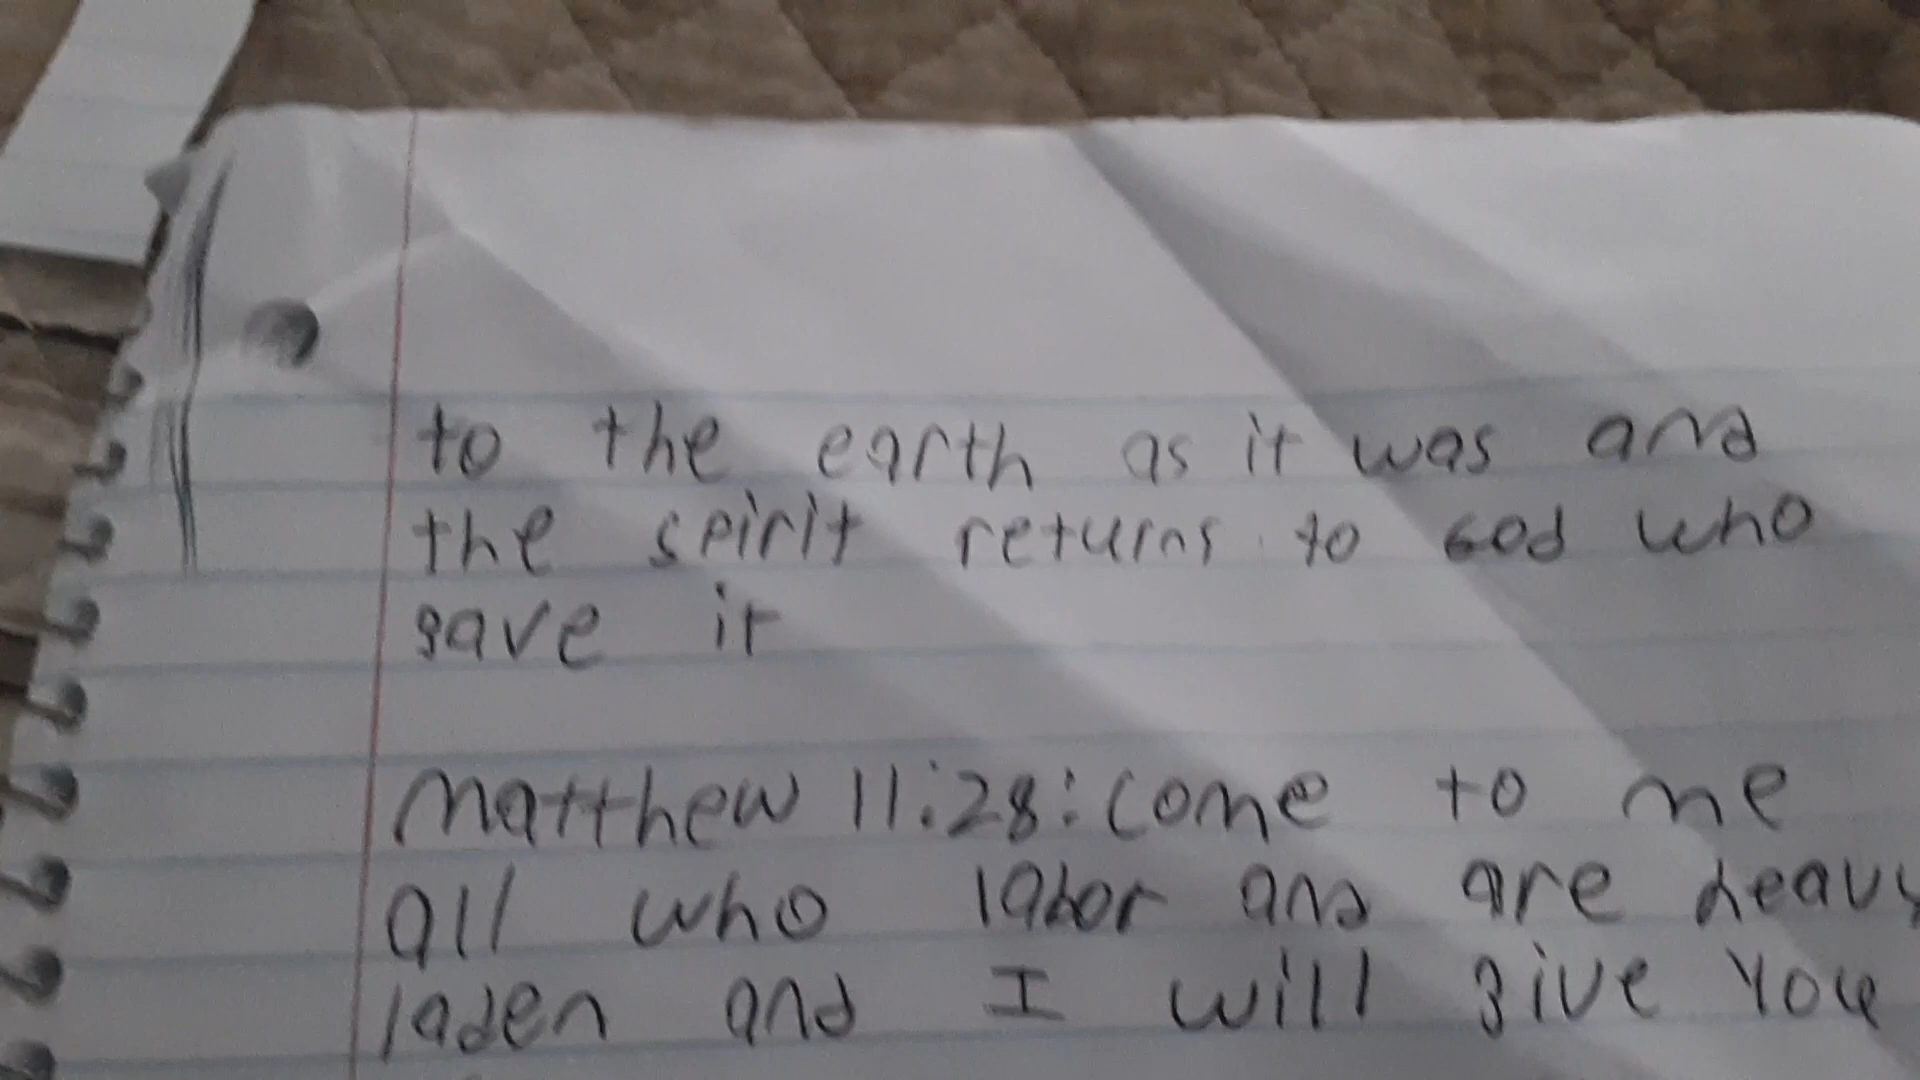 to the earth as it was and
the spirit returns to God who
gave it
Matthew 11:28: Come to me
all who labor and are heavy
laden and I will give you